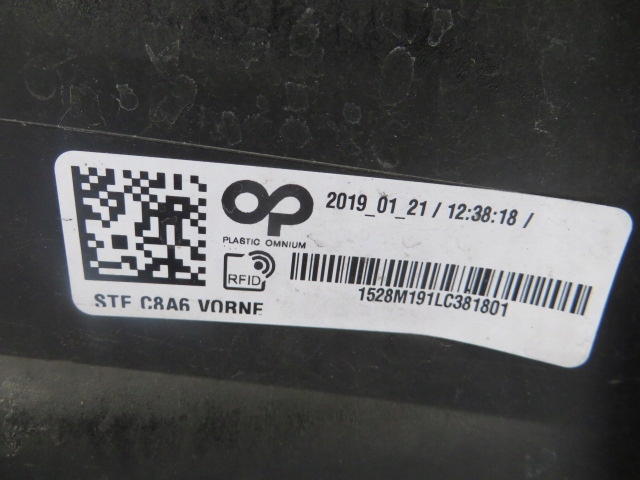 2019_01_21 / 12:38:18 /
PLASTIC OMNIUM
RFID
1528M191LC381801
STF C8A6 VORNE